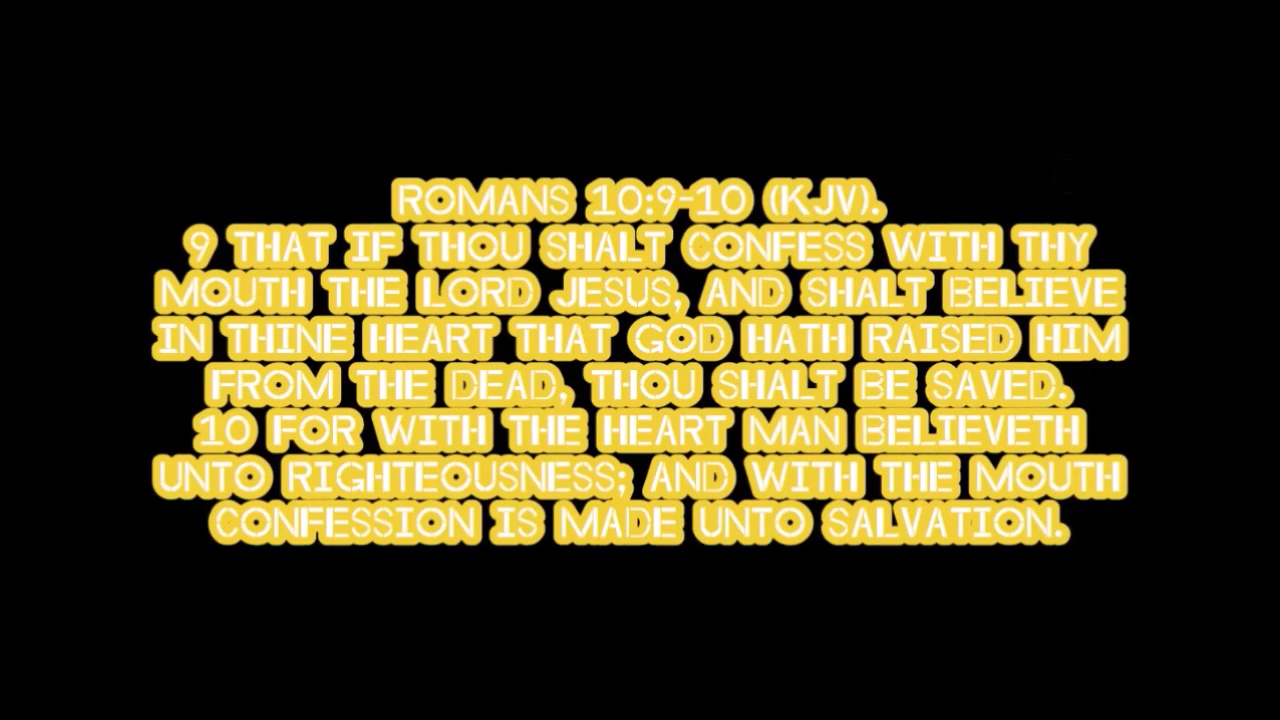 ROMANS 10:9-10 (KJV).
9 THAT IF THOU SHALT CONFESS WITH THY
MOUTH THE LORD JESUS, AND SHALT BELIEVE
IN THINE HEART THAT GOD HATH RAISED HIM
FROM THE DEAD, THOU SHALT BE SAVED.
10 FOR WITH THE HEART MAN BELIEVETH
UNTO RIGHTEOUSNESS; AND WITH THE MOUTH
CONFESSION IS MADE UNTO SALVATION.